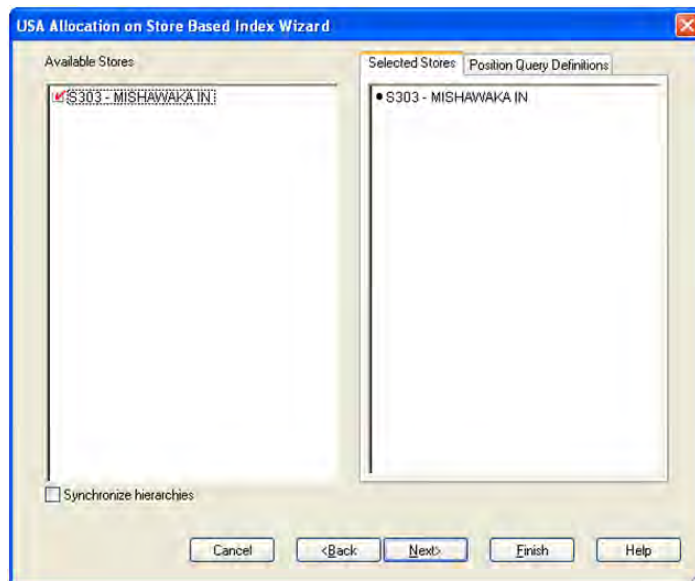 USA Allocation on Store Based Index Wizard
Available Stores
Selected Stores
Position Query Definitions
S303 - MISHAWAKA IN
S303 - MISHAWAKA IN
Synchronize hierarchies
Cancel
<Back
Next>
Finish
Help